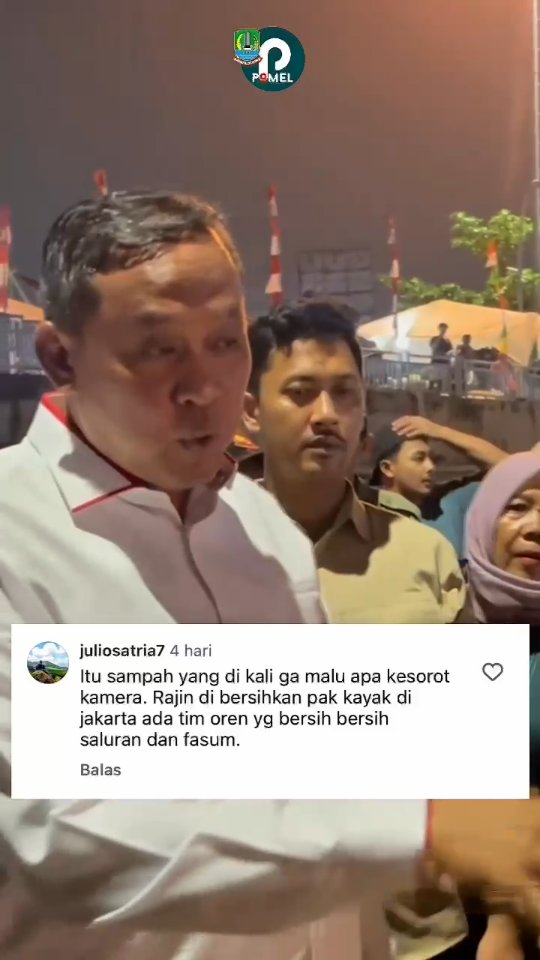 POMEL
juliosatria7 4 hari
Itu sampah yang di kali ga malu apa kesorot
kamera. Rajin di bersihkan pak kayak di
jakarta ada tim oren yg bersih bersih
saluran dan fasum.
Balas